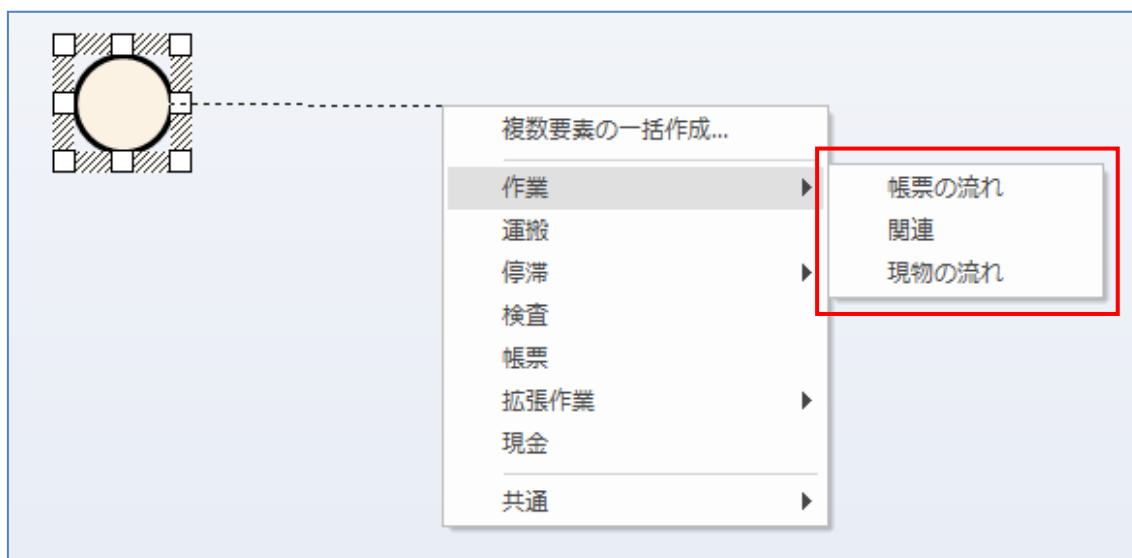 複数要素の一括作成...
作業
運搬
停滞
検査
帳票
拡張作業
現金
共通
帳票の流れ
関連
現物の流れ